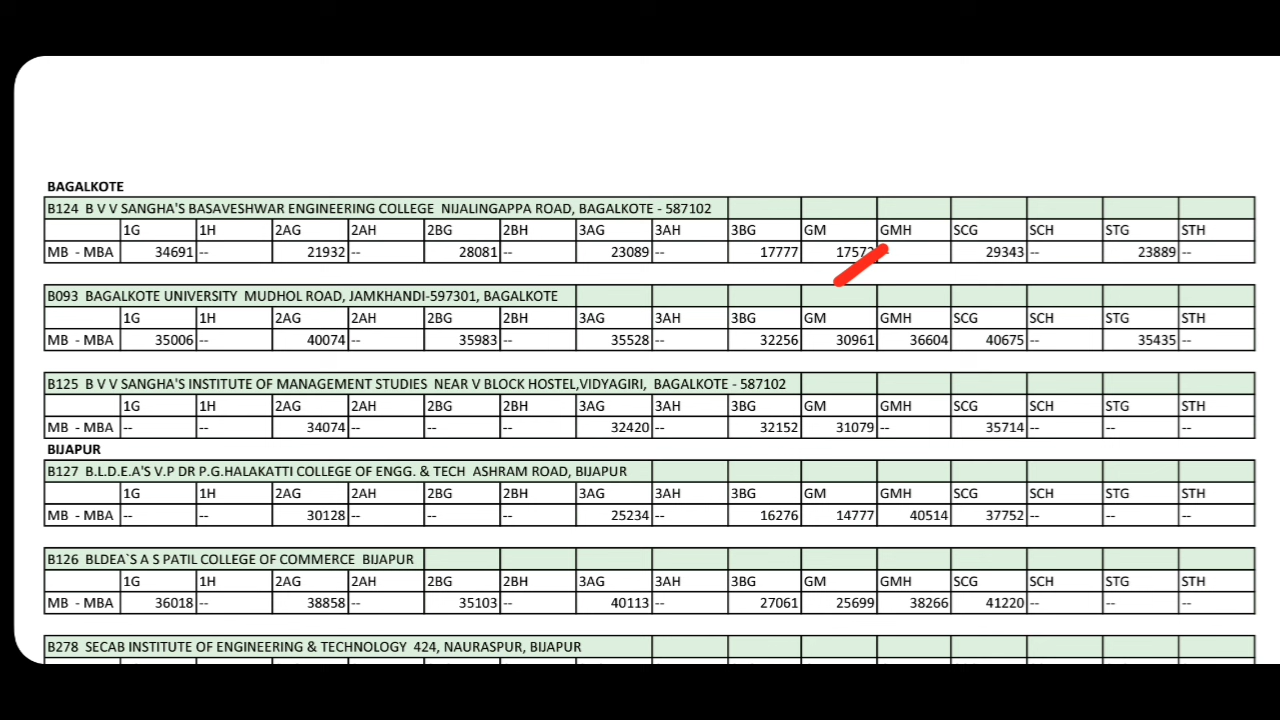 BAGALKOTE
B124 B V V SANGHA'S BASAVESHWAR ENGINEERING COLLEGE NIJALINGAPPA ROAD, BAGALKOTE - 587102
1G 1H 2AG 2AH 2BG 2BH 3AG 3AH 3BG GM GMH SCG SCH STG STH
MB - MBA 34691 -- 21932 -- 28081 -- 23089 -- 17777 -- 29343 -- 23889 --
B093 BAGALKOTE UNIVERSITY MUDHOL ROAD, JAMKHANDI-597301, BAGALKOTE
1G 1H 2AG 2AH 2BG 2BH 3AG 3AH 3BG GM GMH SCG SCH STG STH
MB - MBA 35006 -- 40074 -- 35983 -- 35528 -- 32256 30961 36604 40675 -- 35435 --
B125 B V V SANGHA'S INSTITUTE OF MANAGEMENT STUDIES NEAR V BLOCK HOSTEL,VIDYAGIRI, BAGALKOTE - 587102
1G 1H 2AG 2AH 2BG 2BH 3AG 3AH 3BG GM GMH SCG SCH STG STH
MB - MBA -- -- 34074 -- -- -- 32420 -- 32152 31079 -- 35714 -- -- --
BIJAPUR
B127 B.L.D.E.A'S V.P DR P.G.HALAKATTI COLLEGE OF ENGG. & TECH ASHRAM ROAD, BIJAPUR
1G 1H 2AG 2AH 2BG 2BH 3AG 3AH 3BG GM GMH SCG SCH STG STH
MB - MBA -- -- 30128 -- -- -- 25234 -- 16276 14777 40514 37752 -- -- --
B126 BLDEA`S A S PATIL COLLEGE OF COMMERCE BIJAPUR
1G 1H 2AG 2AH 2BG 2BH 3AG 3AH 3BG GM GMH SCG SCH STG STH
MB - MBA 36018 -- 38858 -- 35103 -- 40113 -- 27061 25699 38266 41220 -- -- --
B278 SECAB INSTITUTE OF ENGINEERING & TECHNOLOGY 424, NAURASPUR, BIJAPUR